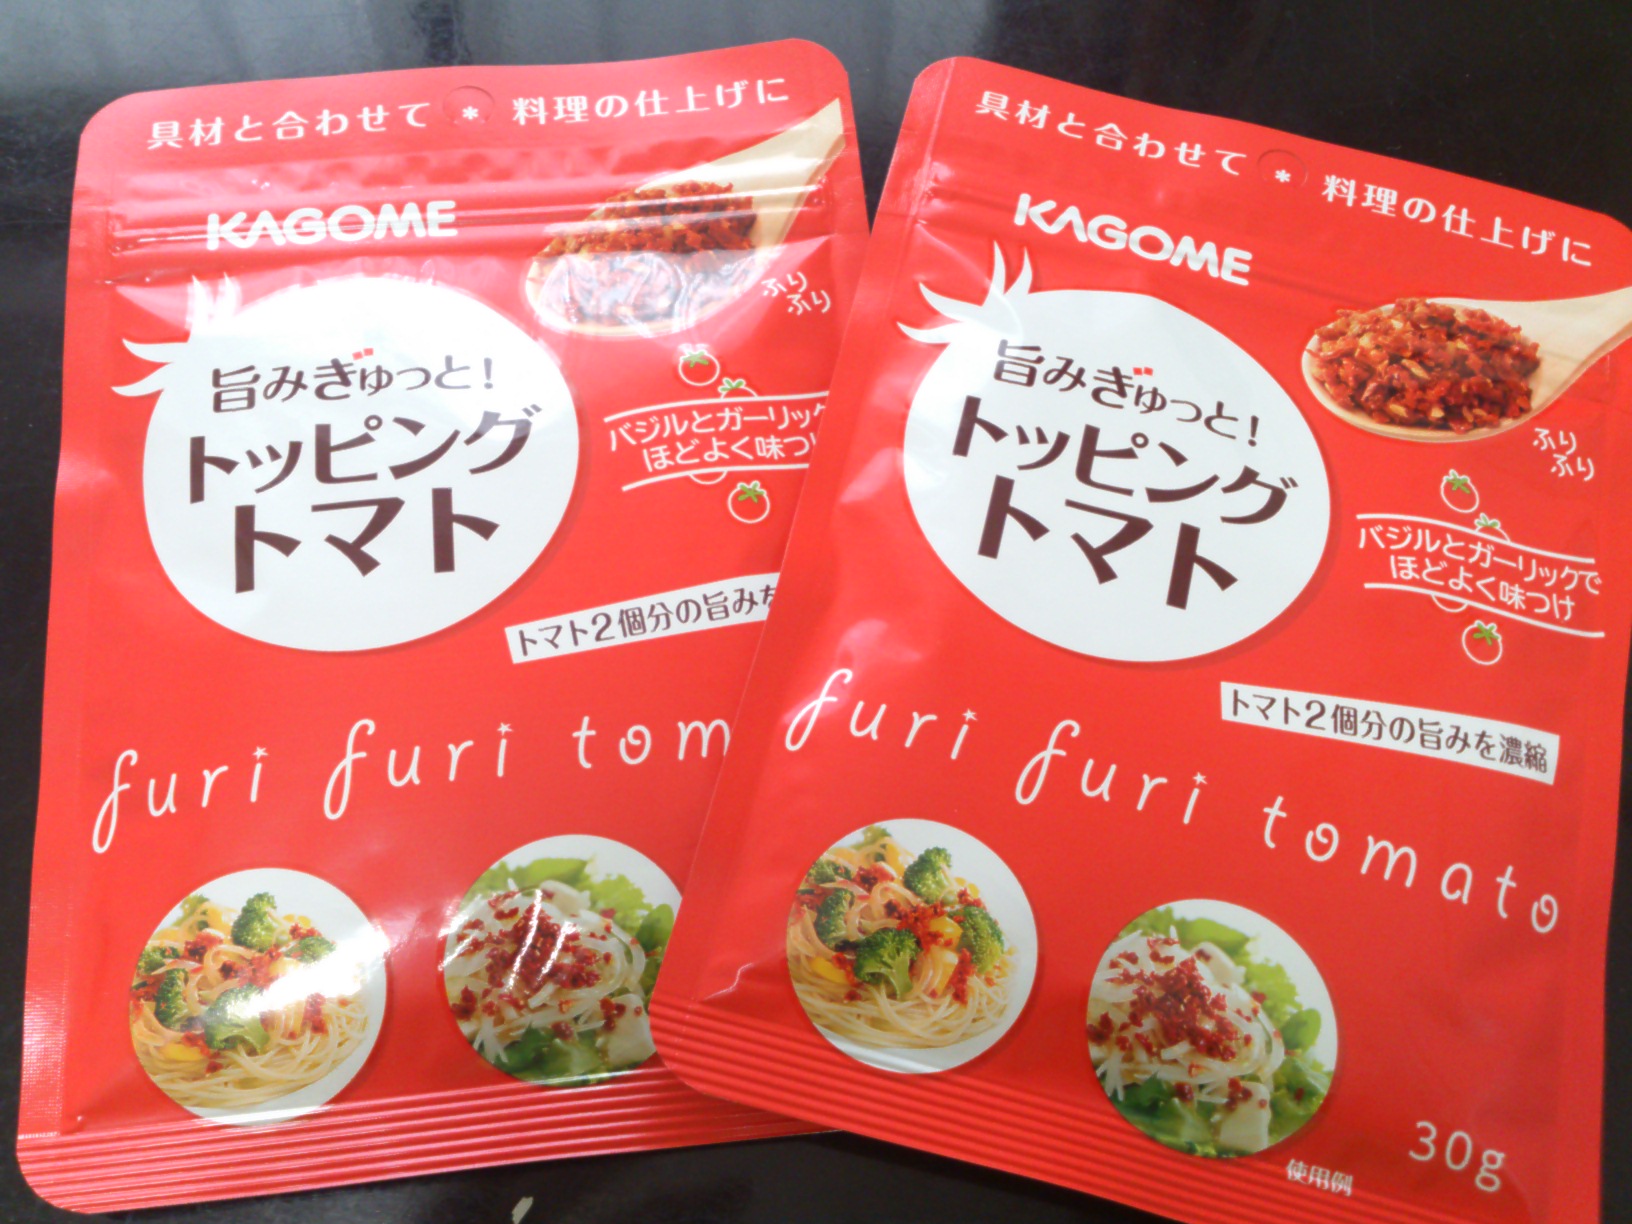 具材と合わせて * 料理の仕上げに
KAGOME
ふり
ふり
旨みぎゅっと!
トッピング
トマト
バジルとガーリック
ほどよく味つ
トマト2個分の旨みを
furi furi tom
具材と合わせて * 料理の仕上げに
KAGOME
旨みぎゅっと!
トッピング
トマト
ふり
ふり
バジルとガーリックで
ほどよく味つけ
トマト2個分の旨みを濃縮
furi furi tomato
30g
使用例